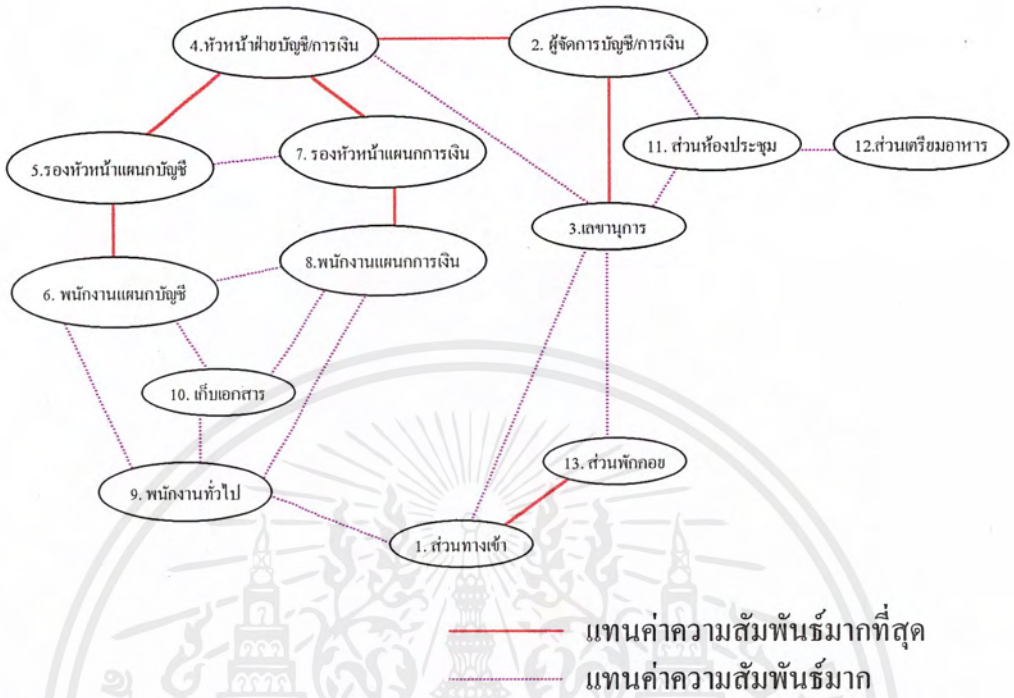 4.หัวหน้าฝ่ายบัญชี/การเงิน
2. ผู้จัดการบัญชี/การเงิน
5.รองหัวหน้าแผนกบัญชี
7. รองหัวหน้าแผนกการเงิน
11. ส่วนห้องประชุม
12.ส่วนเตรียมอาหาร
3.เลขานุการ
6. พนักงานแผนกบัญชี
8.พนักงานแผนกการเงิน
10. เก็บเอกสาร
9. พนักงานทั่วไป
13. ส่วนพักคอย
1. ส่วนทางเข้า
แทนค่าความสัมพันธ์มากที่สุด
แทนค่าความสัมพันธ์มาก